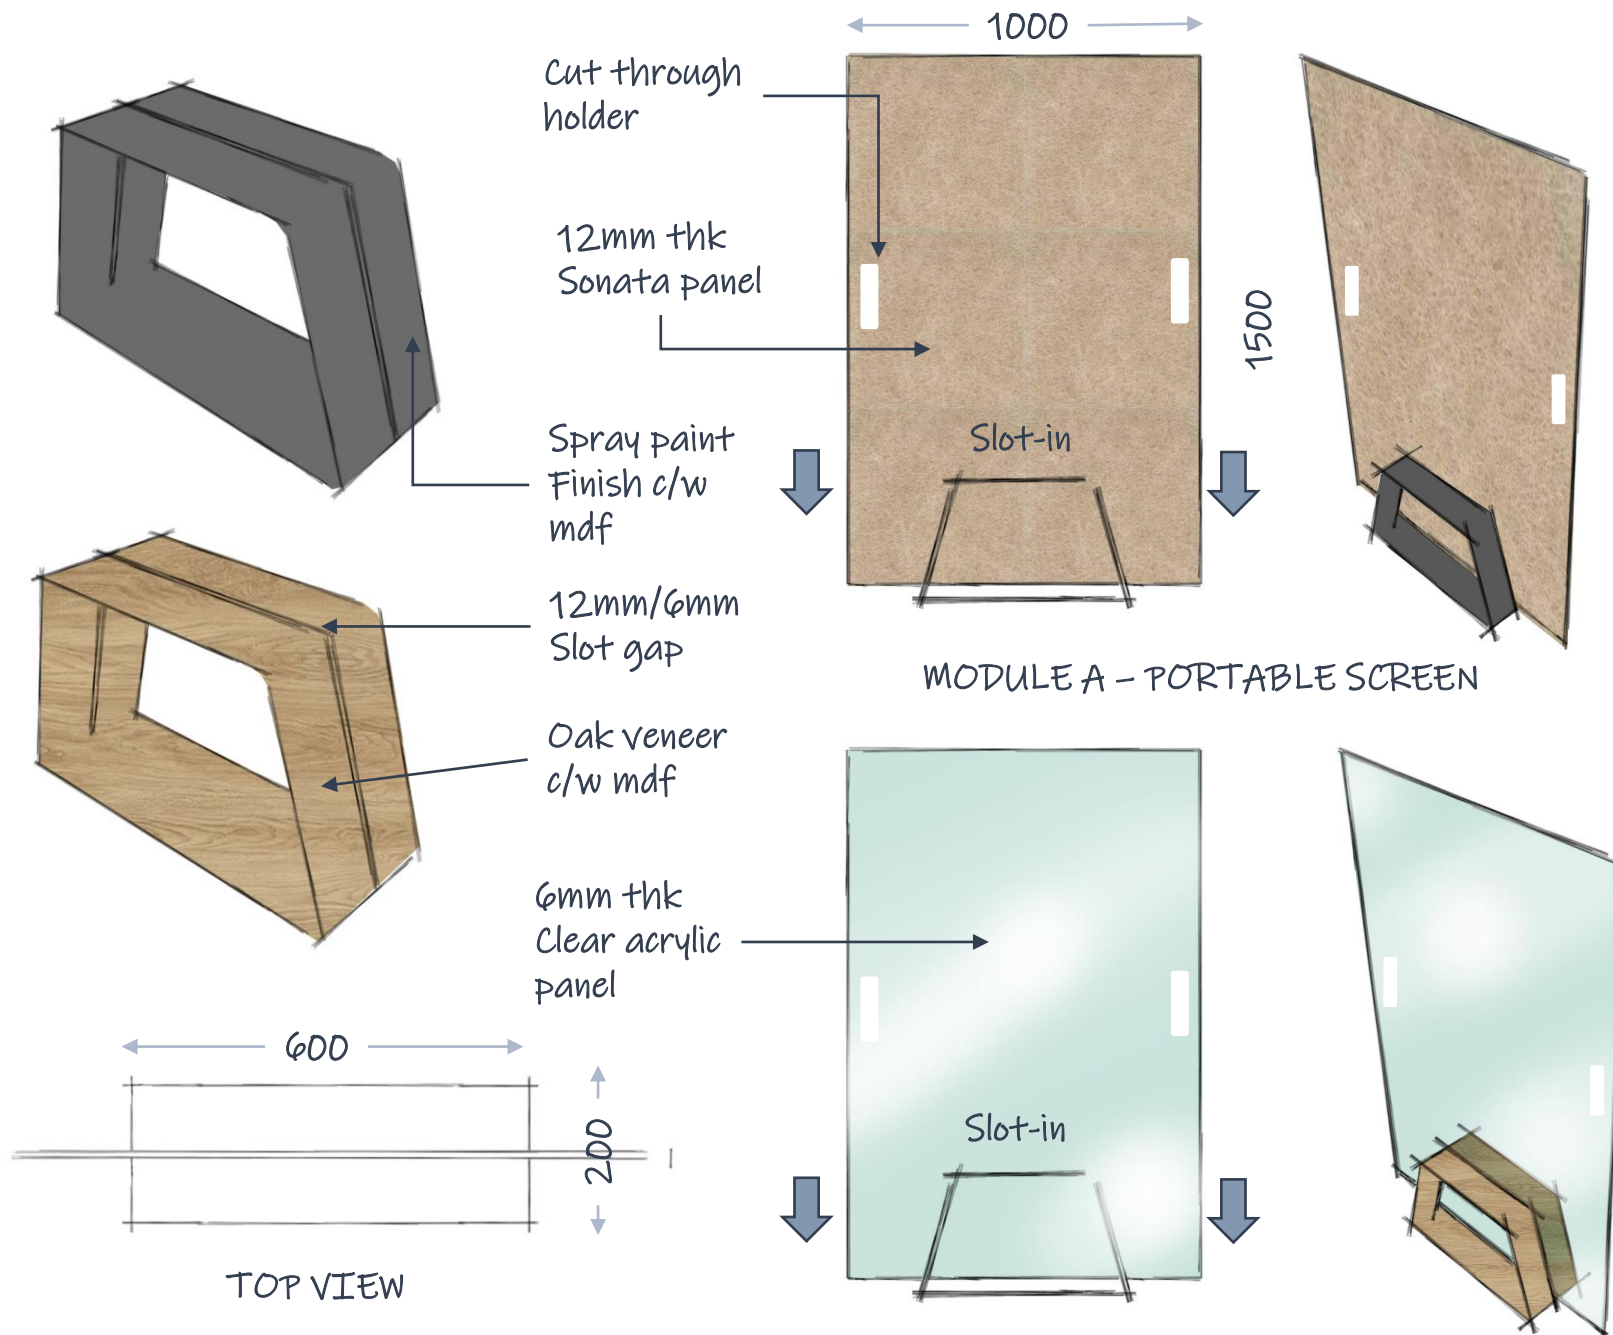 1000
Cut through
holder
12mm thk
Sonata panel
1500
Spray paint
Finish c/w
mdf
Slot-in
12mm/6mm
Slot gap
MODULE A – PORTABLE SCREEN
Oak veneer
c/w mdf
6mm thk
Clear acrylic
panel
600
200
Slot-in
TOP VIEW